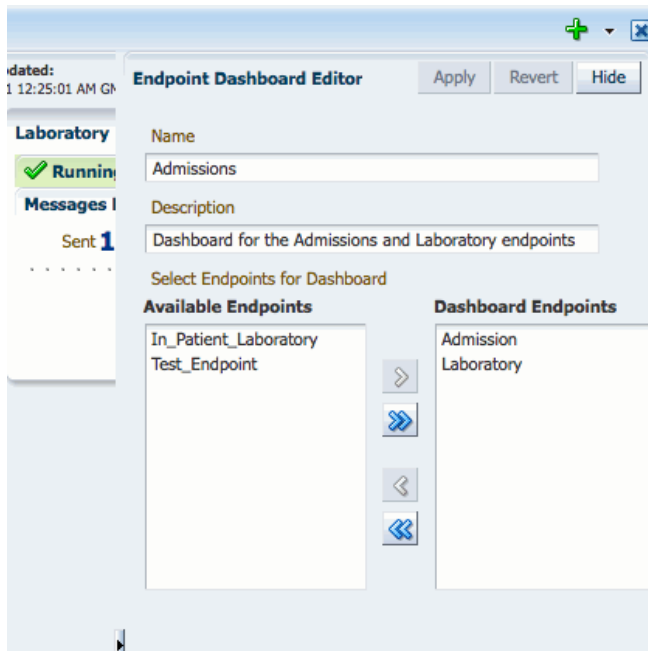 dated:
1 12:25:01 AM
Endpoint Dashboard Editor
Apply
Revert
Hide
Laboratory
Running
Messages
Sent 1
Name
Admissions
Description
Dashboard for the Admissions and Laboratory endpoints
Select Endpoints for Dashboard
Available Endpoints
In_Patient_Laboratory
Test_Endpoint
Dashboard Endpoints
Admission
Laboratory